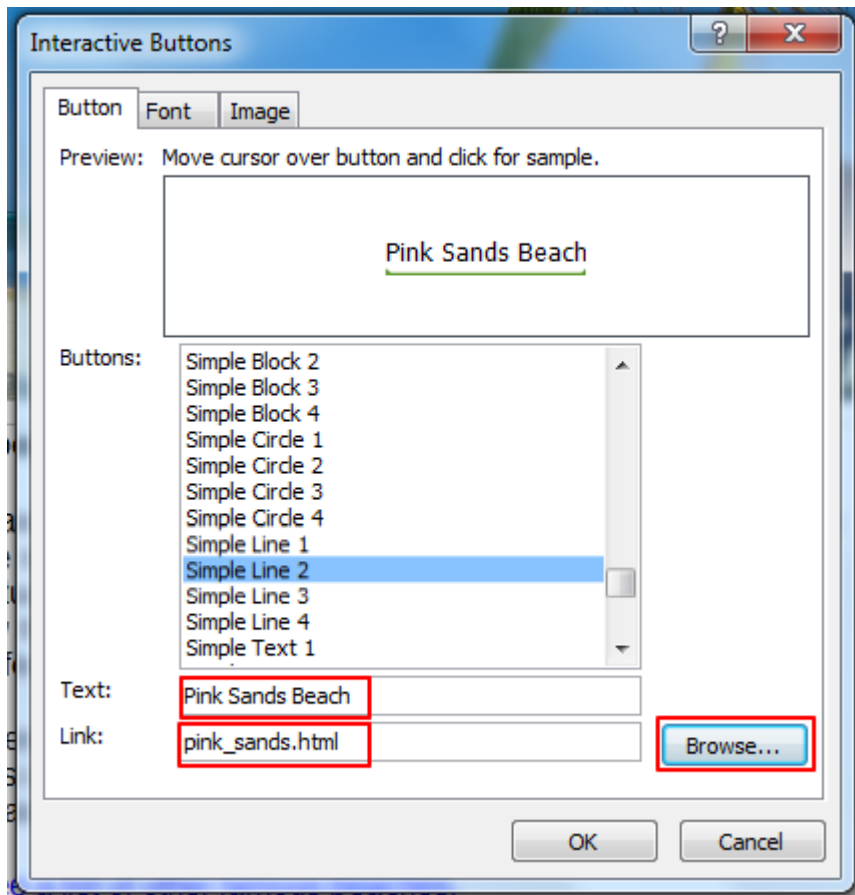 Interactive Buttons
?
X
Button Font Image
Preview: Move cursor over button and click for sample.
Pink Sands Beach
Buttons:
Simple Block 2
Simple Block 3
Simple Block 4
Simple Circle 1
Simple Circle 2
Simple Circle 3
Simple Circle 4
Simple Line 1
Simple Line 2
Simple Line 3
Simple Line 4
Simple Text 1
Text: Pink Sands Beach
Link: pink_sands.html Browse...
OK Cancel